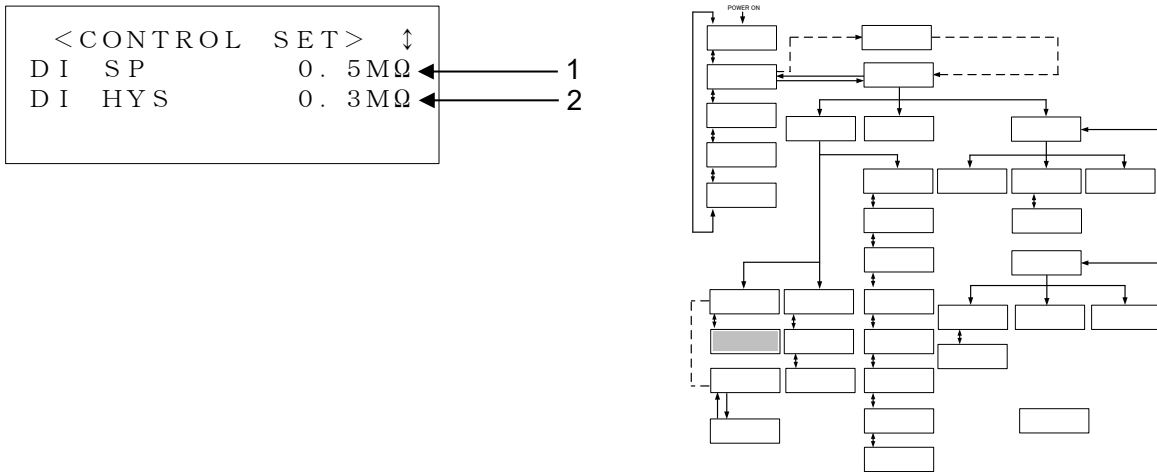 <CONTROL SET> ↕
DI SP 0.5MΩ
1
DI HYS 0.3MΩ
2
POWER ON